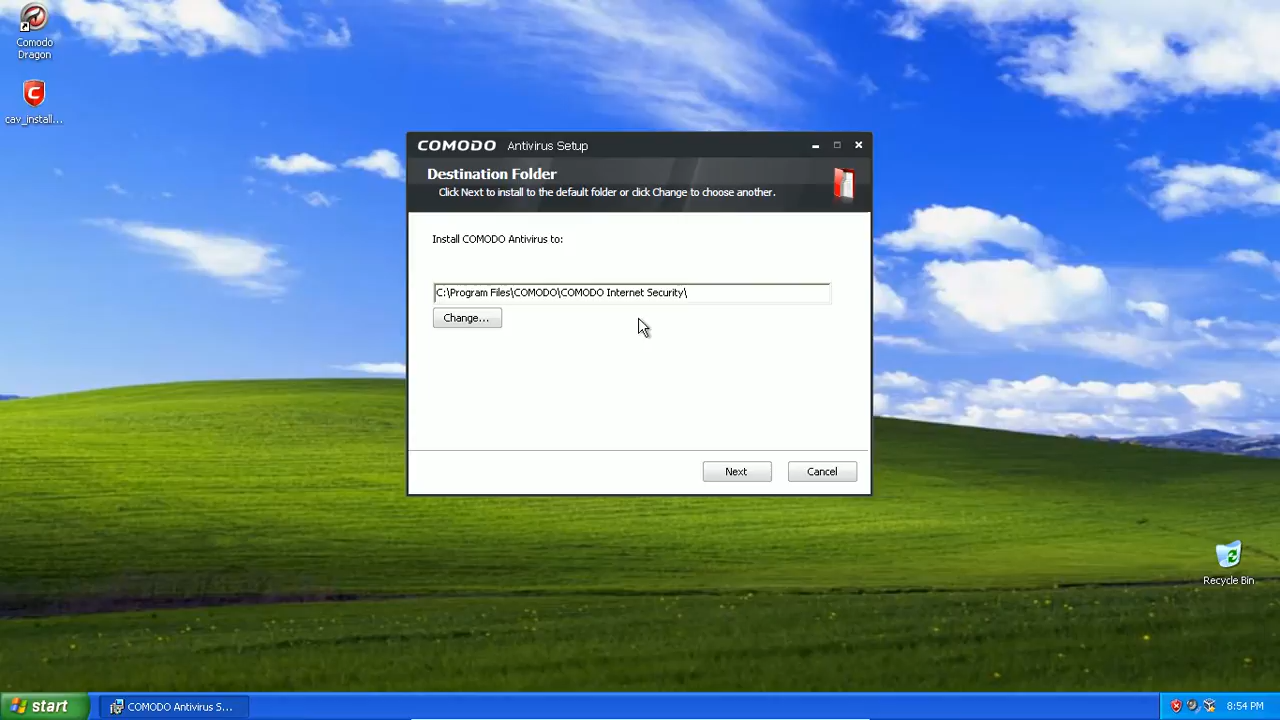 Comodo
Dragon
cav_install...
COMODO Antivirus Setup
Destination Folder
Click Next to install to the default folder or click Change to choose another.
Install COMODO Antivirus to:
C:\Program Files\COMODO\COMODO Internet Security\
Change...
Next
Cancel
Recycle Bin
start
COMODO Antivirus S...
8:54 PM